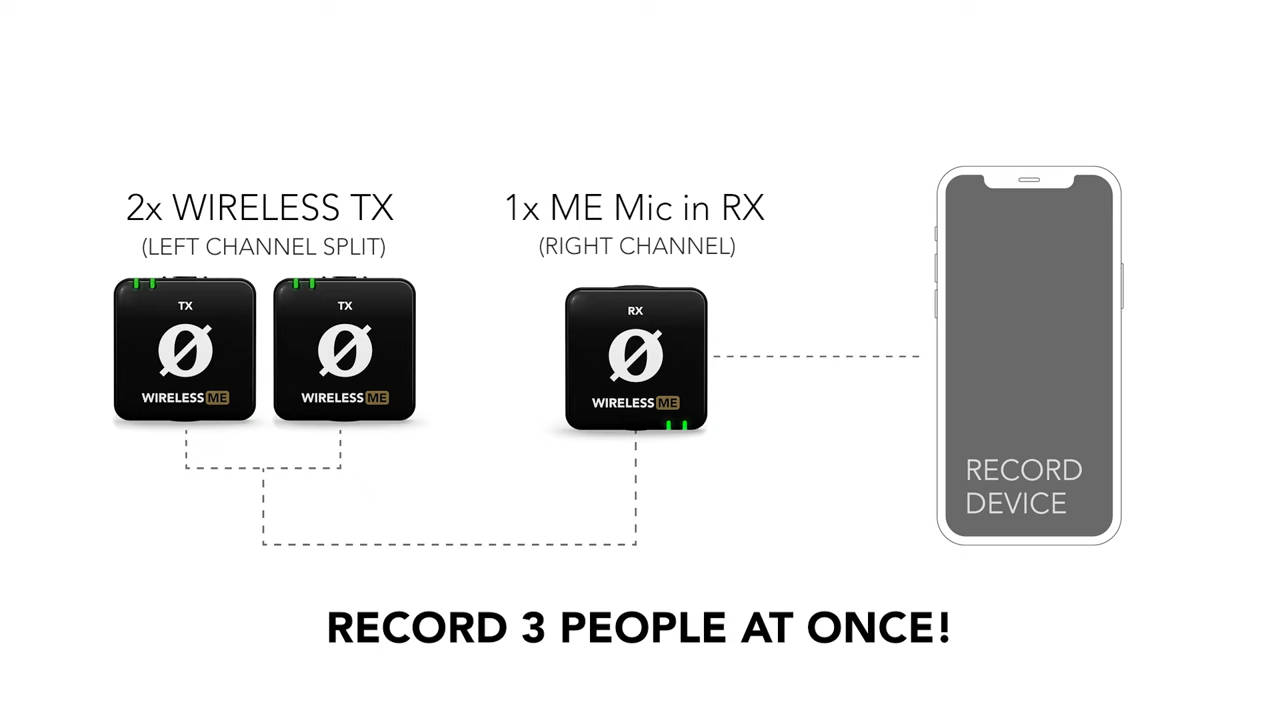 2x WIRELESS TX
(LEFT CHANNEL SPLIT)
1x ME Mic in RX
(RIGHT CHANNEL)
TX
WIRELESS ME
TX
WIRELESS ME
RX
WIRELESS ME
RECORD
DEVICE
RECORD 3 PEOPLE AT ONCE!